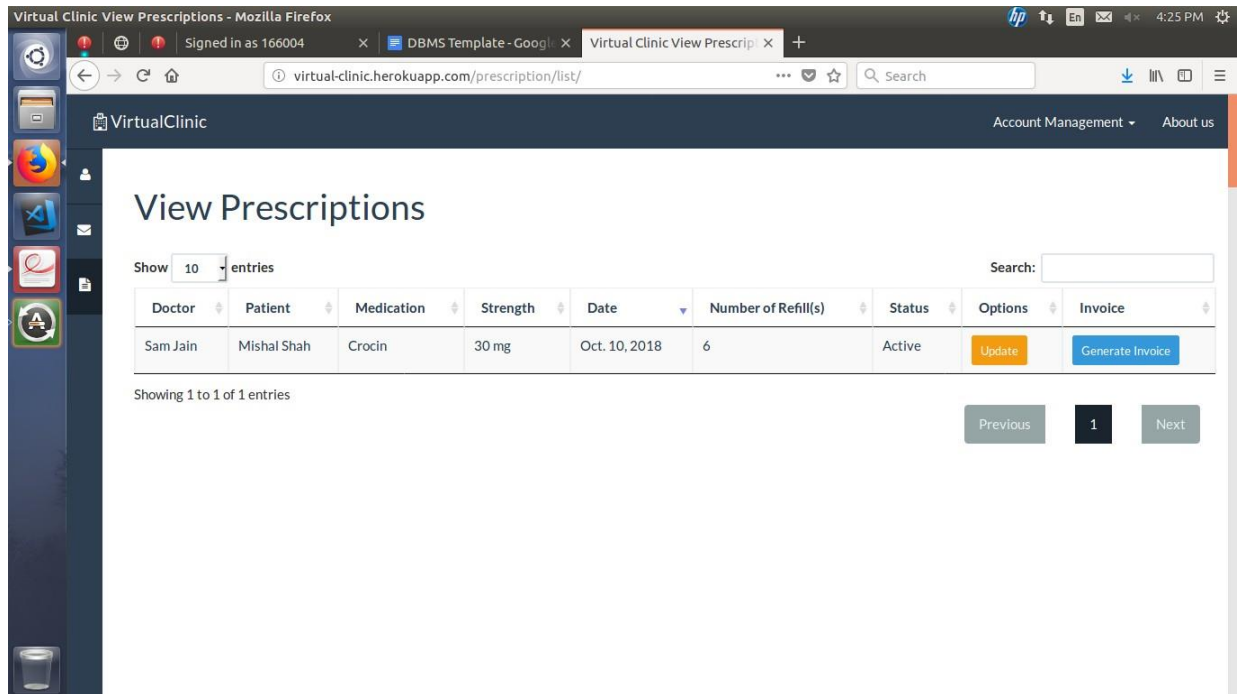 Virtual Clinic View Prescriptions - Mozilla Firefox
hp En 4:25 PM
Signed in as 166004 DBMS Template - Googl Virtual Clinic View Prescrip
virtual-clinic.herokuapp.com/prescription/list/ Search
VirtualClinic Account Management About us
View Prescriptions
Show 10 entries Search:
Doctor Patient Medication Strength Date Number of Refill(s) Status Options Invoice
Sam Jain Mishal Shah Crocin 30 mg Oct. 10, 2018 6 Active Update Generate Invoice
Showing 1 to 1 of 1 entries
Previous 1 Next